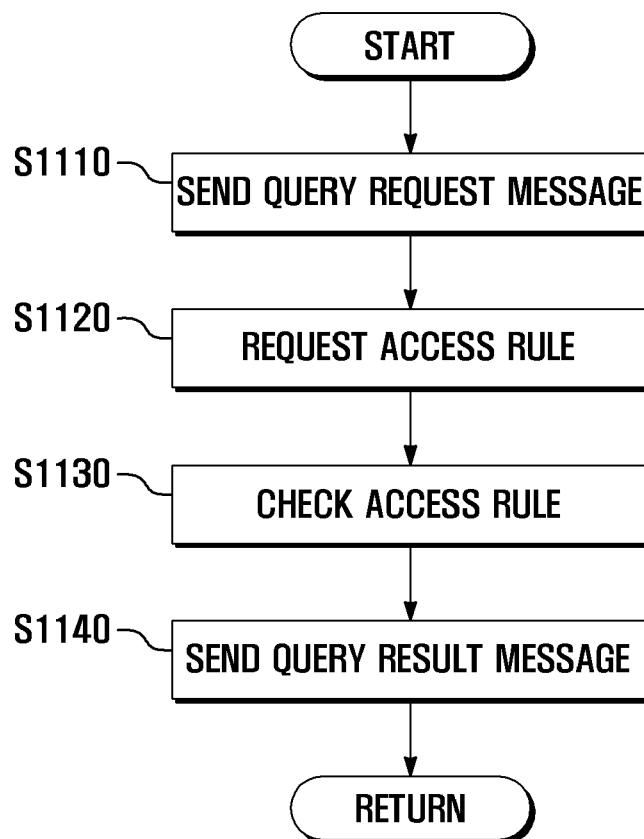 START
S1110
SEND QUERY REQUEST MESSAGE
S1120
REQUEST ACCESS RULE
S1130
CHECK ACCESS RULE
S1140
SEND QUERY RESULT MESSAGE
RETURN